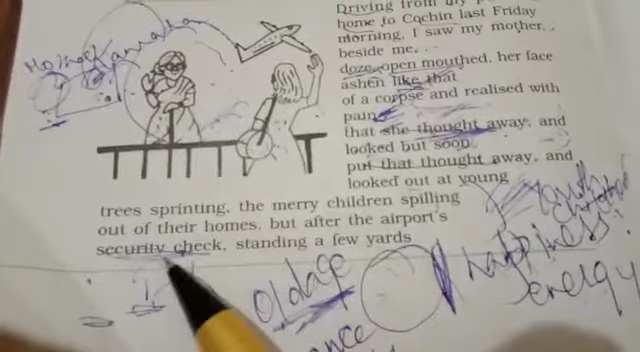 Driving from my p
home to Cochin last Friday
morning, I saw my mother,
beside me,
doze, open mouthed, her face
ashen like that
of a corpse and realised with
pain
that she thought away, and
looked but soon
put that thought away, and
looked out at young
trees sprinting, the merry children spilling
out of their homes, but after the airport's
security check, standing a few yards
Old age
happiness
energy